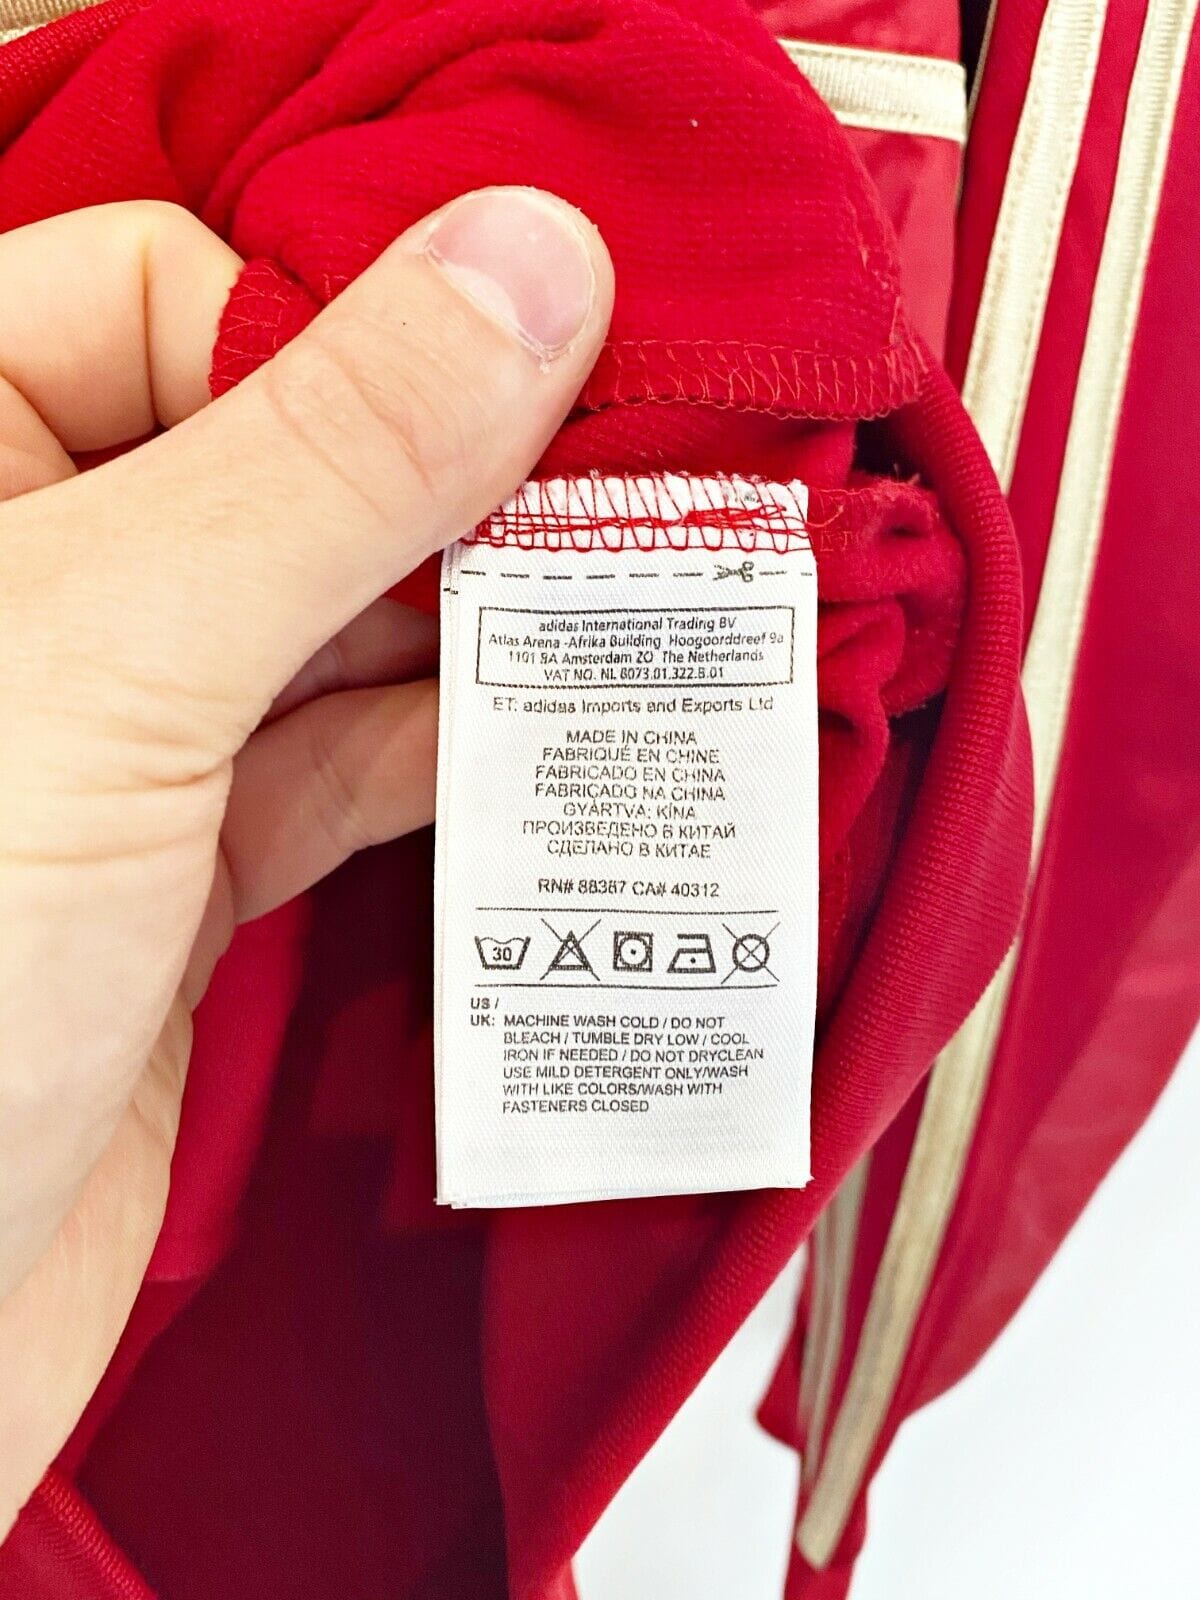 adidas International Trading BV
Atlas Arena -Afrika Building Hoogoorddreef 9a
1101 BA Amsterdam ZO The Netherlands
VAT NO. NL 8073.01.322.B.01
ET: adidas Imports and Exports Ltd
MADE IN CHINA
FABRIQUÉ EN CHINE
FABRICADO EN CHINA
FABRICADO NA CHINA
GYÁRTVA: KÍNA
ПРОИЗВЕДЕНО В КИТАЙ
СДЕЛАНО В КИТАЕ
RN# 88387 CA# 40312
30
US /
UK: MACHINE WASH COLD / DO NOT
BLEACH / TUMBLE DRY LOW / COOL
IRON IF NEEDED / DO NOT DRYCLEAN
USE MILD DETERGENT ONLY/WASH
WITH LIKE COLORS/WASH WITH
FASTENERS CLOSED